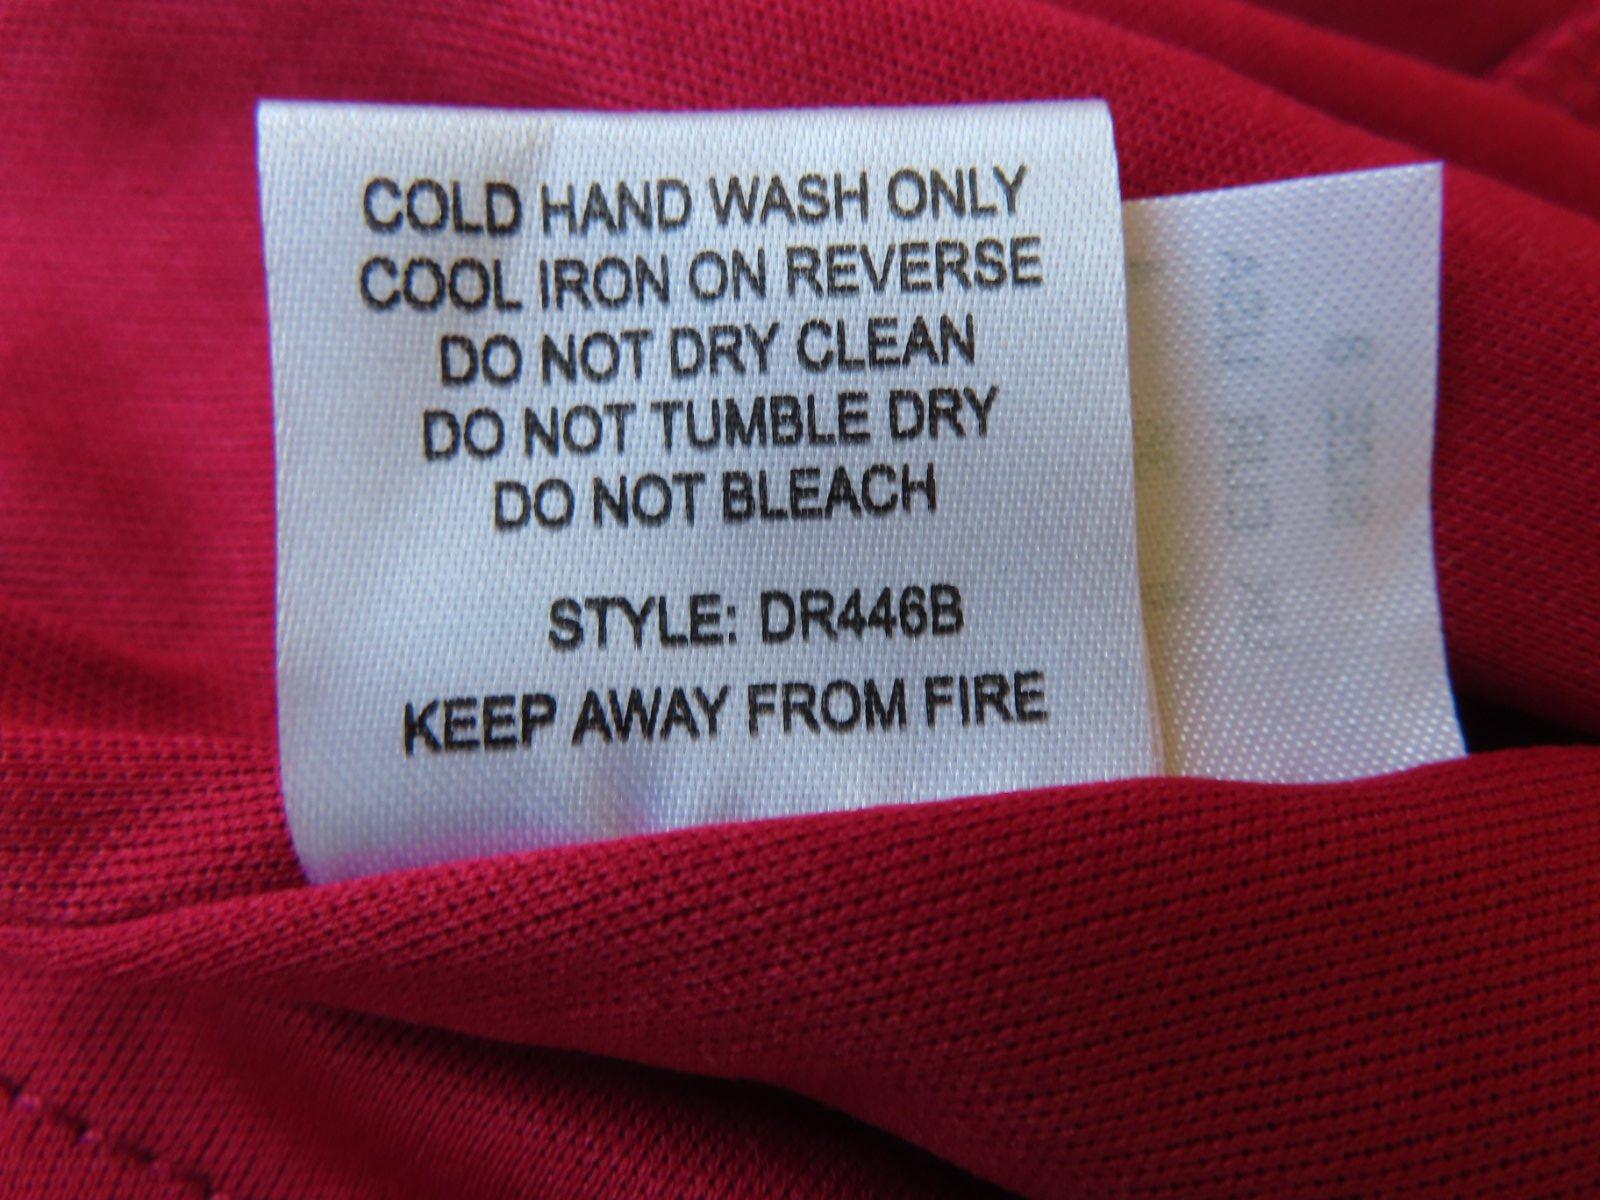 COLD HAND WASH ONLY
COOL IRON ON REVERSE
DO NOT DRY CLEAN
DO NOT TUMBLE DRY
DO NOT BLEACH
STYLE: DR446B
KEEP AWAY FROM FIRE